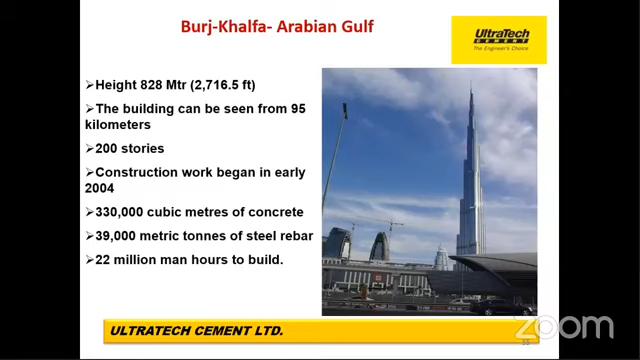 Burj-Khalfa- Arabian Gulf
UltraTech
CEMENT
The Engineer's Choice
➢Height 828 Mtr (2,716.5 ft)
➢The building can be seen from 95
kilometers
➢200 stories
➢Construction work began in early
2004
➢330,000 cubic metres of concrete
➢39,000 metric tonnes of steel rebar
➢22 million man hours to build.
ULTRATECH CEMENT LTD.
zoom